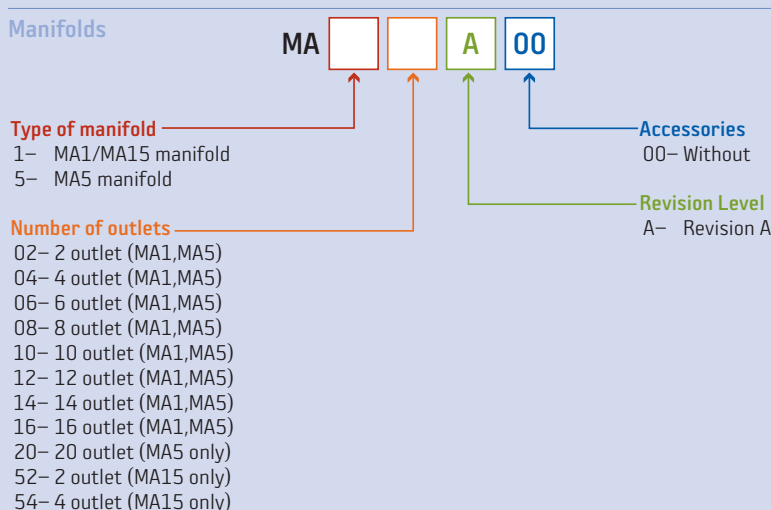 Manifolds
MA A 00
Type of manifold
1– MA1/MA15 manifold
5– MA5 manifold
Number of outlets
02– 2 outlet (MA1,MA5)
04– 4 outlet (MA1,MA5)
06– 6 outlet (MA1,MA5)
08– 8 outlet (MA1,MA5)
10– 10 outlet (MA1,MA5)
12– 12 outlet (MA1,MA5)
14– 14 outlet (MA1,MA5)
16– 16 outlet (MA1,MA5)
20– 20 outlet (MA5 only)
52– 2 outlet (MA15 only)
54– 4 outlet (MA15 only)
Accessories
00– Without
Revision Level
A– Revision A